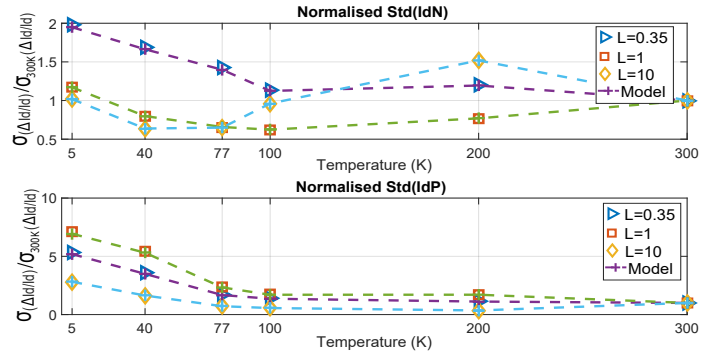 Normalised Std(IdN)
σ(ΔId/Id)/σ300K(ΔId/Id)
2
1.5
1
0.5
L=0.35
L=1
L=10
Model
5 40 77 100 200 300
Temperature (K)
Normalised Std(IdP)
σ(ΔId/Id)/σ300K(ΔId/Id)
10
5
0
L=0.35
L=1
L=10
Model
5 40 77 100 200 300
Temperature (K)